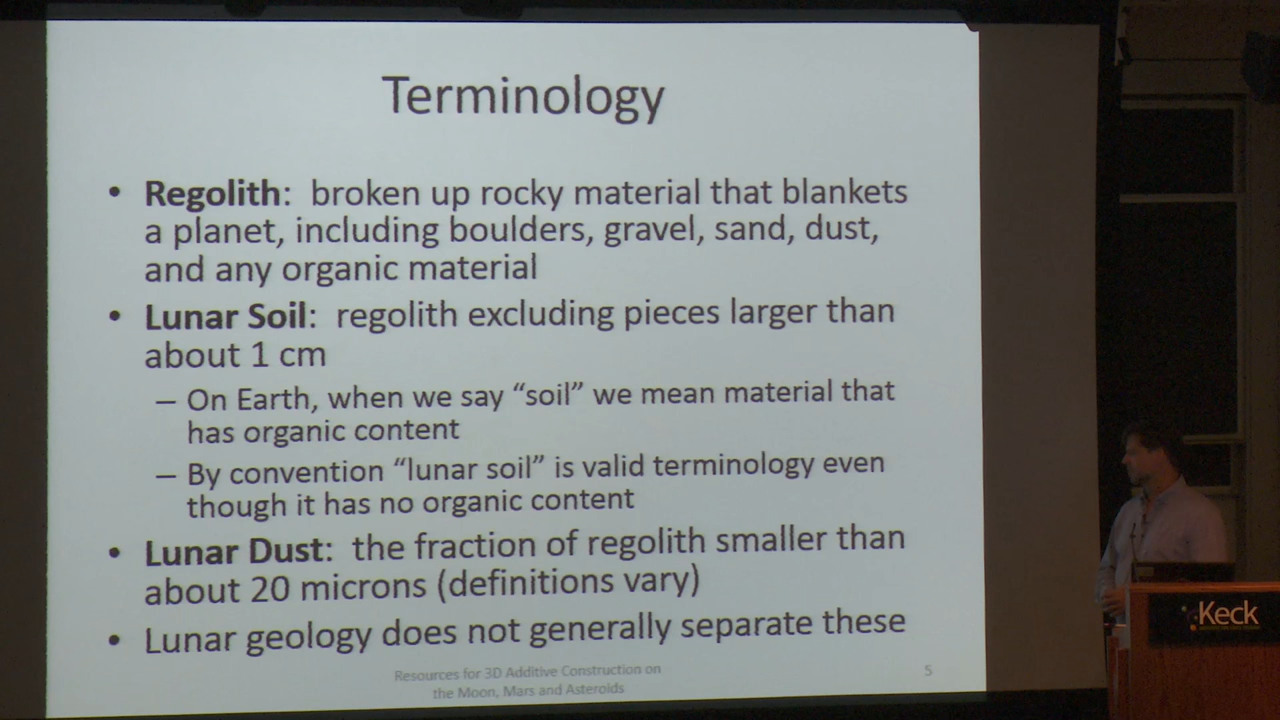 Terminology
• Regolith: broken up rocky material that blankets
a planet, including boulders, gravel, sand, dust,
and any organic material
• Lunar Soil: regolith excluding pieces larger than
about 1 cm
– On Earth, when we say “soil” we mean material that
has organic content
– By convention “lunar soil” is valid terminology even
though it has no organic content
• Lunar Dust: the fraction of regolith smaller than
about 20 microns (definitions vary)
• Lunar geology does not generally separate these
Resources for 3D Additive Construction on
the Moon, Mars and Asteroids
5
Keck